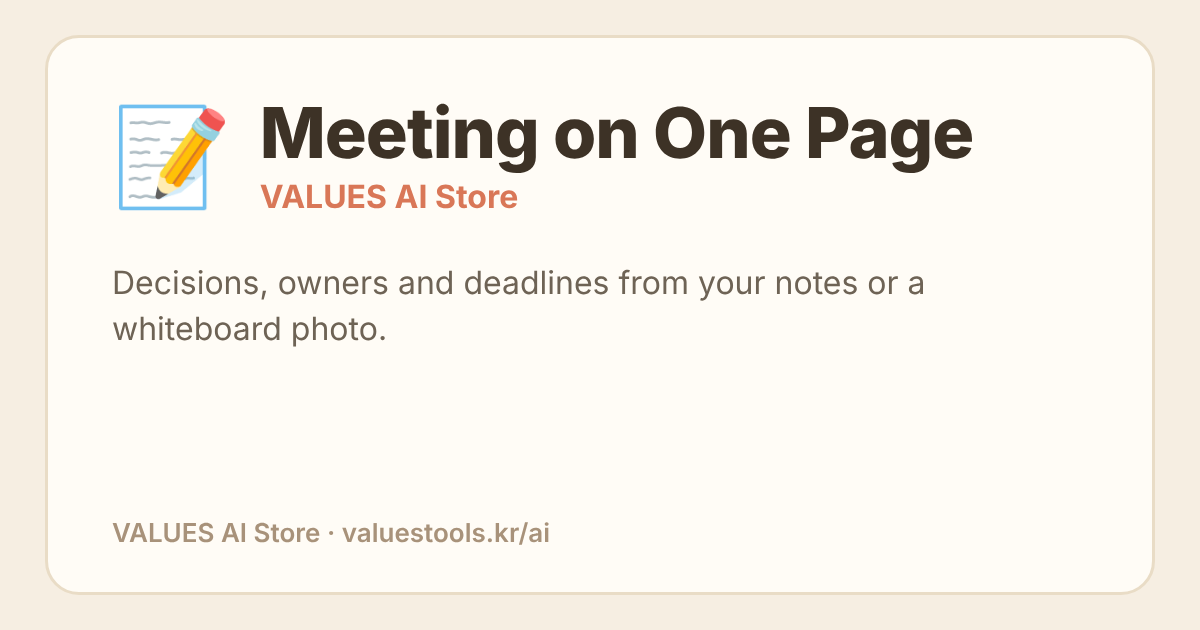 Meeting on One Page
VALUES AI Store
Decisions, owners and deadlines from your notes or a
whiteboard photo.
VALUES AI Store · valuestools.kr/ai